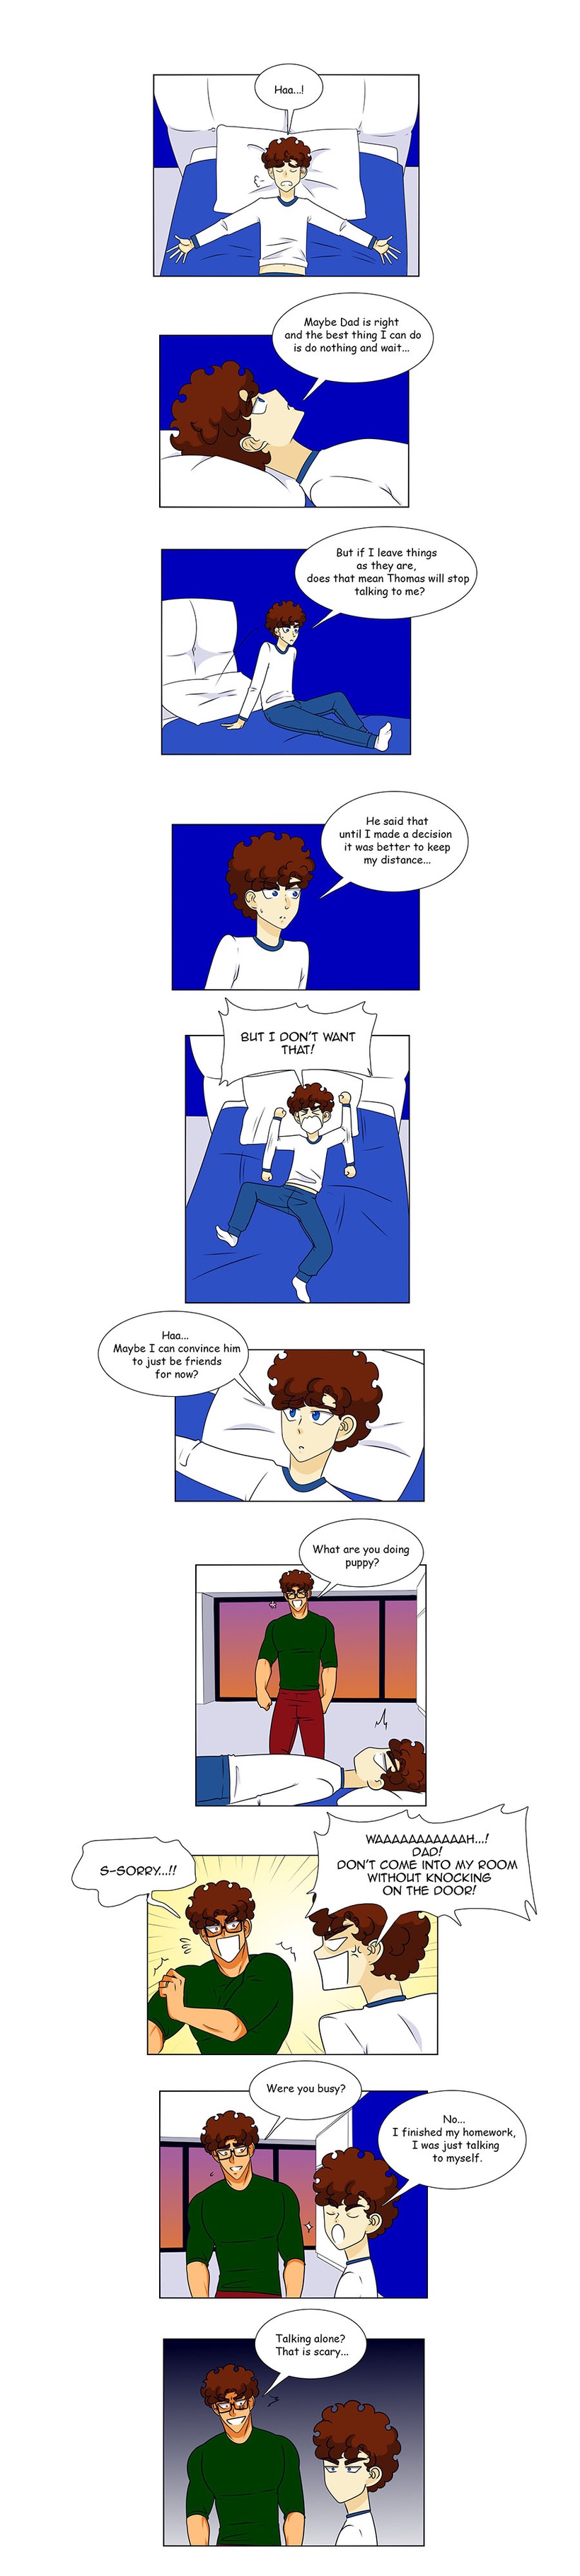 Haa...!
Maybe Dad is right
and the best thing I can do
is do nothing and wait...
But if I leave things
as they are,
does that mean Thomas will stop
talking to me?
He said that
until I made a decision
it was better to keep
my distance...
BUT I DON'T WANT
THAT!
Haa...
Maybe I can convince him
to just be friends
for now?
What are you doing
puppy?
WAAAAAAAAAAAH...!
DAD!
DON'T COME INTO MY ROOM
WITHOUT KNOCKING
ON THE DOOR!
S-SORRY...!!
Were you busy?
No...
I finished my homework,
I was just talking
to myself.
Talking alone?
That is scary...